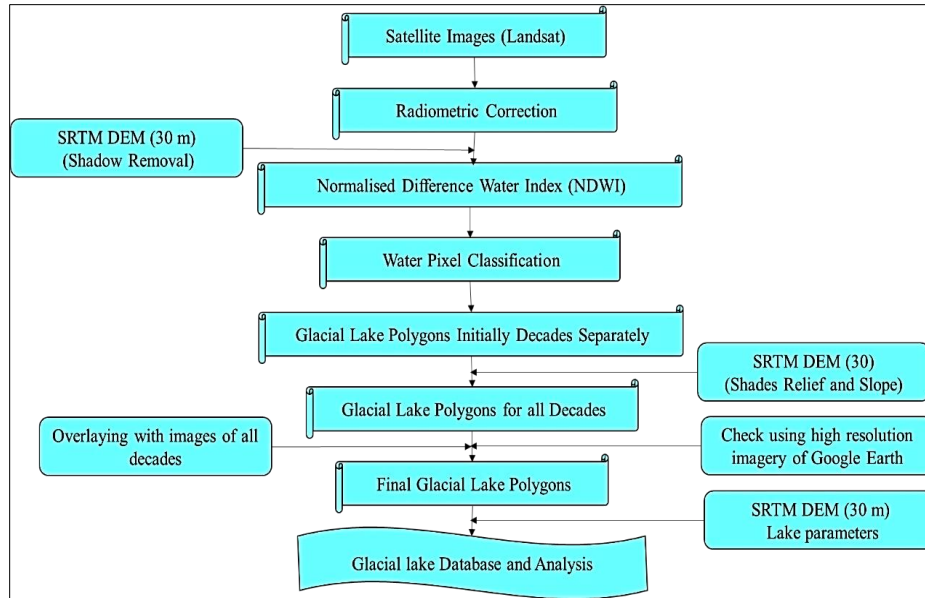 Satellite Images (Landsat)
Radiometric Correction
SRTM DEM (30 m)
(Shadow Removal)
Normalised Difference Water Index (NDWI)
Water Pixel Classification
Glacial Lake Polygons Initially Decades Separately
SRTM DEM (30)
(Shades Relief and Slope)
Glacial Lake Polygons for all Decades
Overlaying with images of all
decades
Check using high resolution
imagery of Google Earth
Final Glacial Lake Polygons
SRTM DEM (30 m)
Lake parameters
Glacial lake Database and Analysis